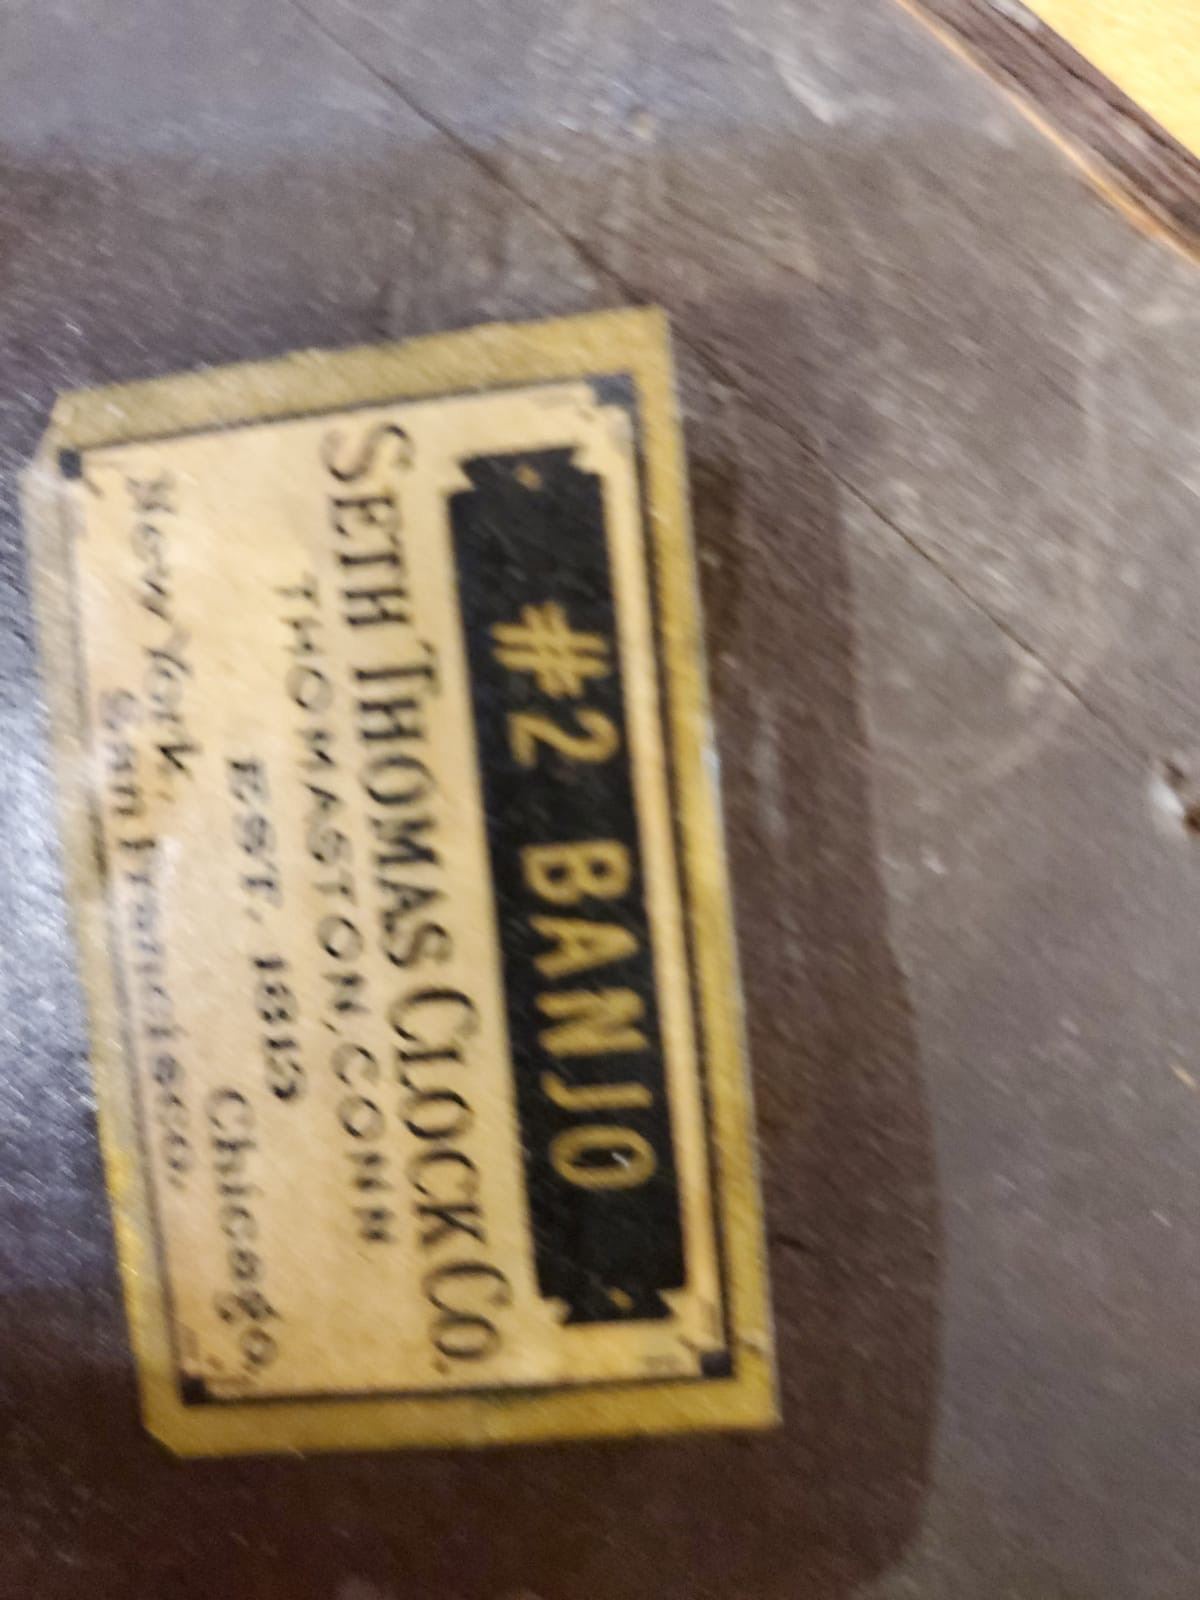 #2 BANJO
SETH THOMAS CLOCK CO.
THOMASTON, CONN
EST. 1813
New York, Chicago,
San Francisco.